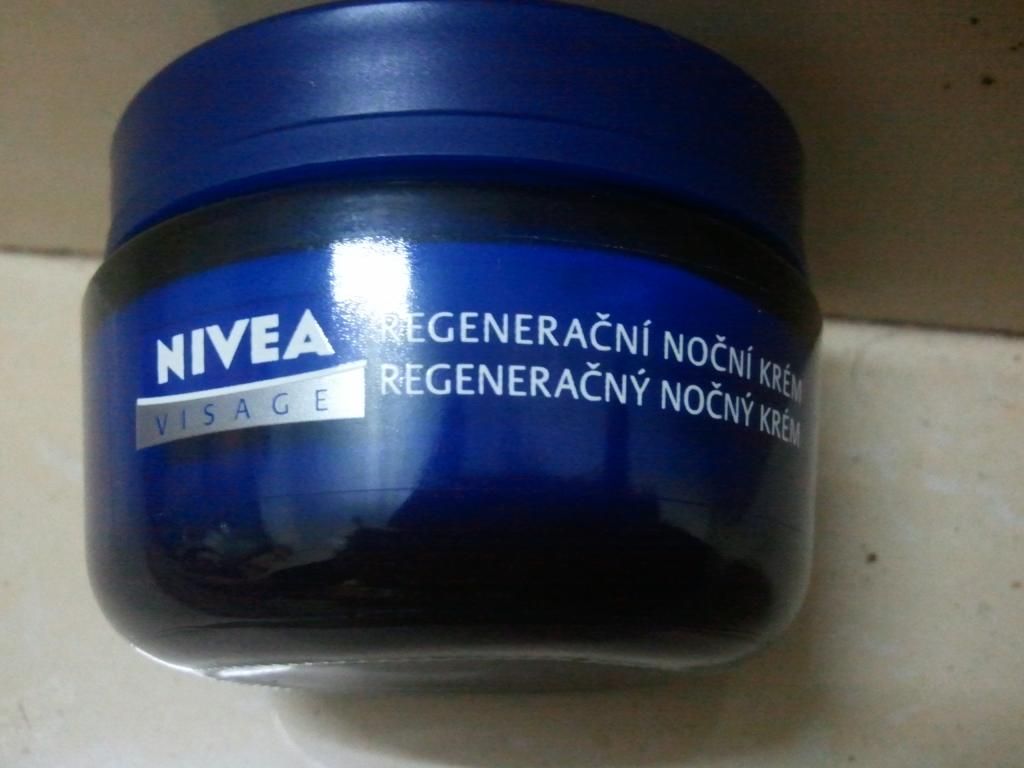 NIVEA
VISAGE
REGENERAČNÍ NOČNÍ KRÉM
REGENERAČNÝ NOČNÝ KRÉM